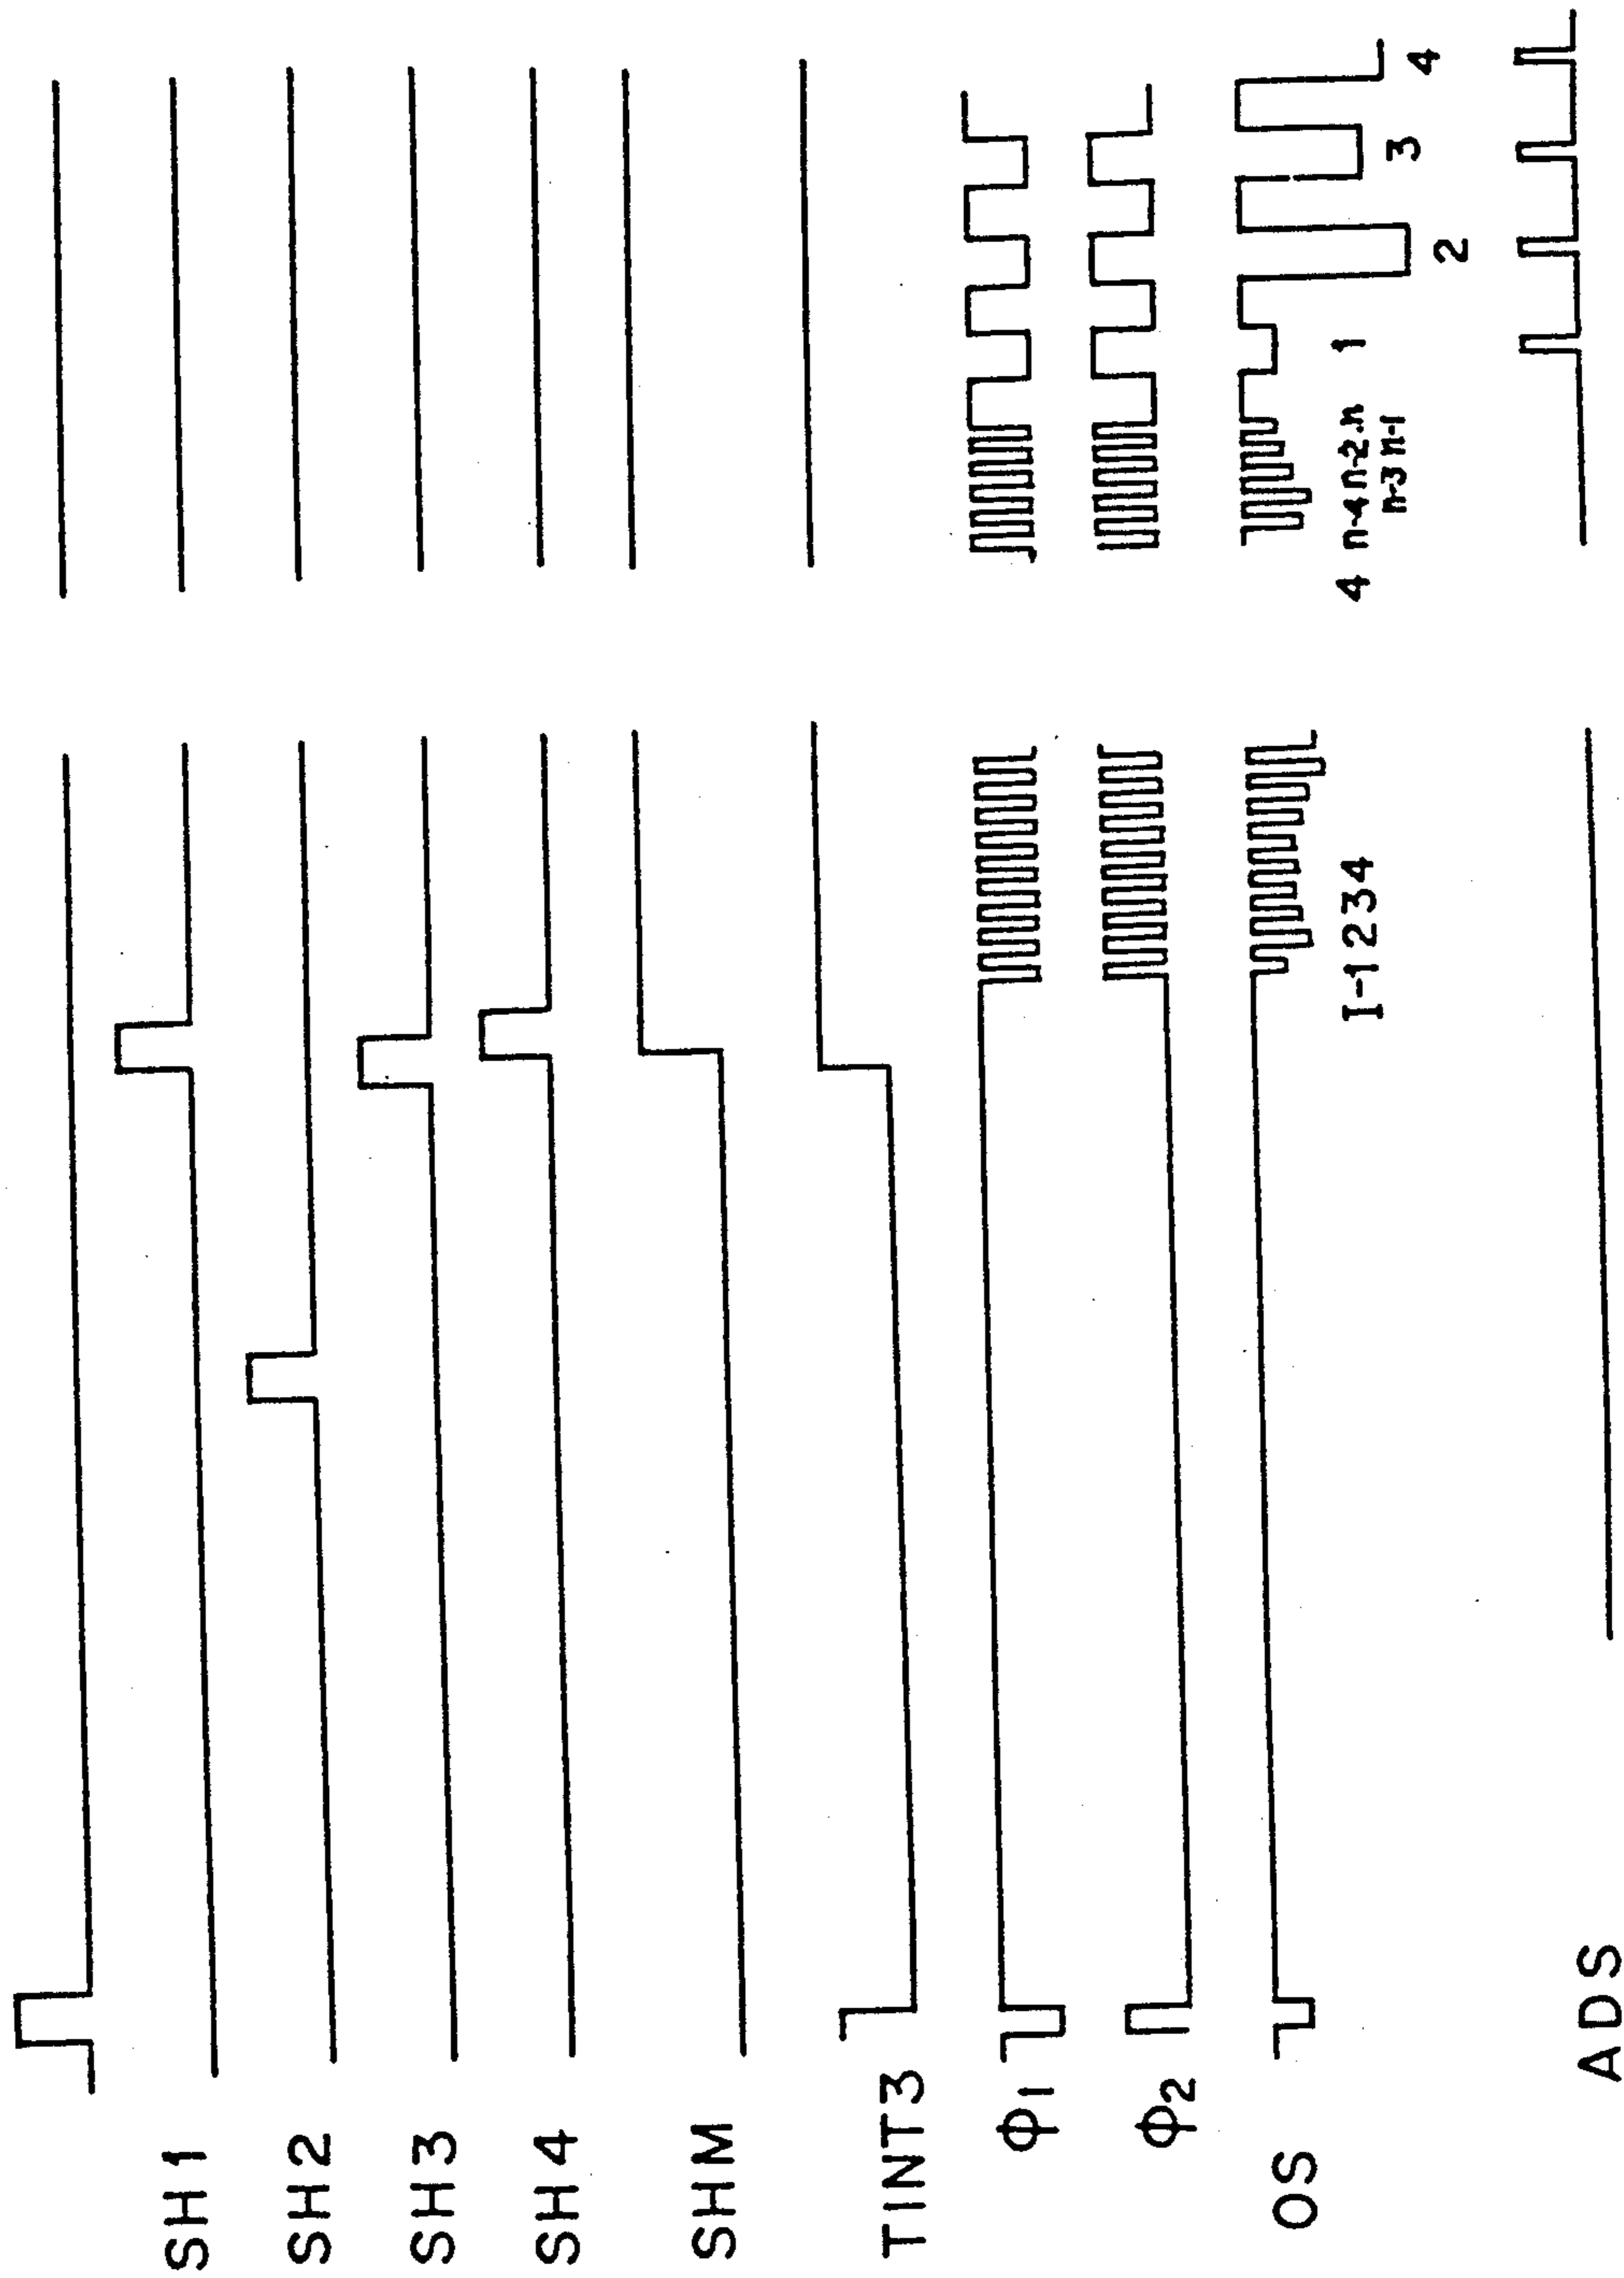 SH1
SH2
SH3
SH4
SHM
TINT3
Φ1
Φ2
OS
I-1234
4 n-4 n-2 n 1
n-3 n-1
2
3
4
ADS